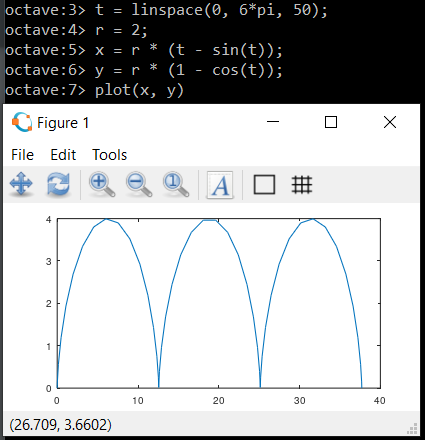 octave:3> t = linspace(0, 6*pi, 50);
octave:4> r = 2;
octave:5> x = r * (t - sin(t));
octave:6> y = r * (1 - cos(t));
octave:7> plot(x, y)
Figure 1
File Edit Tools
A
4
3
2
1
0
0 10 20 30 40
(26.709, 3.6602)